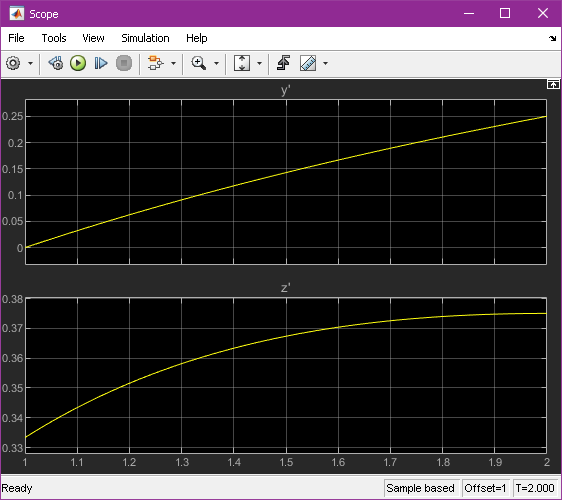 Scope
File Tools View Simulation Help
y'
0.25
0.2
0.15
0.1
0.05
0
z'
0.38
0.37
0.36
0.35
0.34
0.33
1 1.1 1.2 1.3 1.4 1.5 1.6 1.7 1.8 1.9 2
Ready Sample based Offset=1 T=2.000